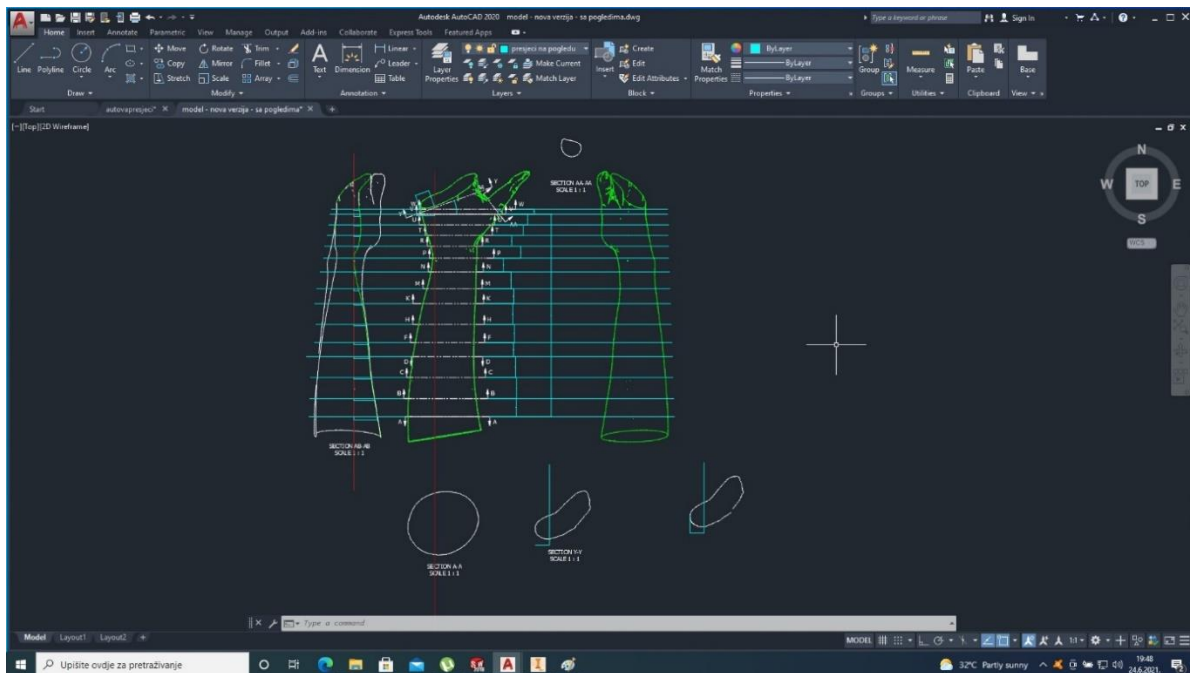 Autodesk AutoCAD 2020 model - nova verzija - sa pogledima.dwg
Type a keyword or phrase
Sign In
Home Insert Annotate Parametric View Manage Output Add-ins Collaborate Express Tools Featured Apps
Line Polyline Circle Arc
Move Rotate Trim
Copy Mirror Fillet
Stretch Scale Array
Text Dimension
Linear
Leader
Table
Layer Properties
presjeci na pogledu
Make Current
Match Layer
Insert
Create
Edit
Edit Attributes
Match Properties
ByLayer
ByLayer
ByLayer
Group Measure Paste Base
Draw Modify Annotation Layers Block Properties Groups Utilities Clipboard View
Start model - nova verzija - sa pogledima*
[−][Top][2D Wireframe]
N
W TOP E
S
WCS
SECTION AA-AA
SCALE 1 : 1
Y
W W
U
T T
R R
P P
N N
M M
K K
H H
F F
D D
C C
B B
A A
SECTION AB-AB
SCALE 1 : 1
SECTION A-A
SCALE 1 : 1
SECTION Y-Y
SCALE 1 : 1
Type a command
Model Layout1 Layout2 +
MODEL
1:1
Upišite ovdje za pretraživanje
32°C Partly sunny
19:48
24.6.2021.